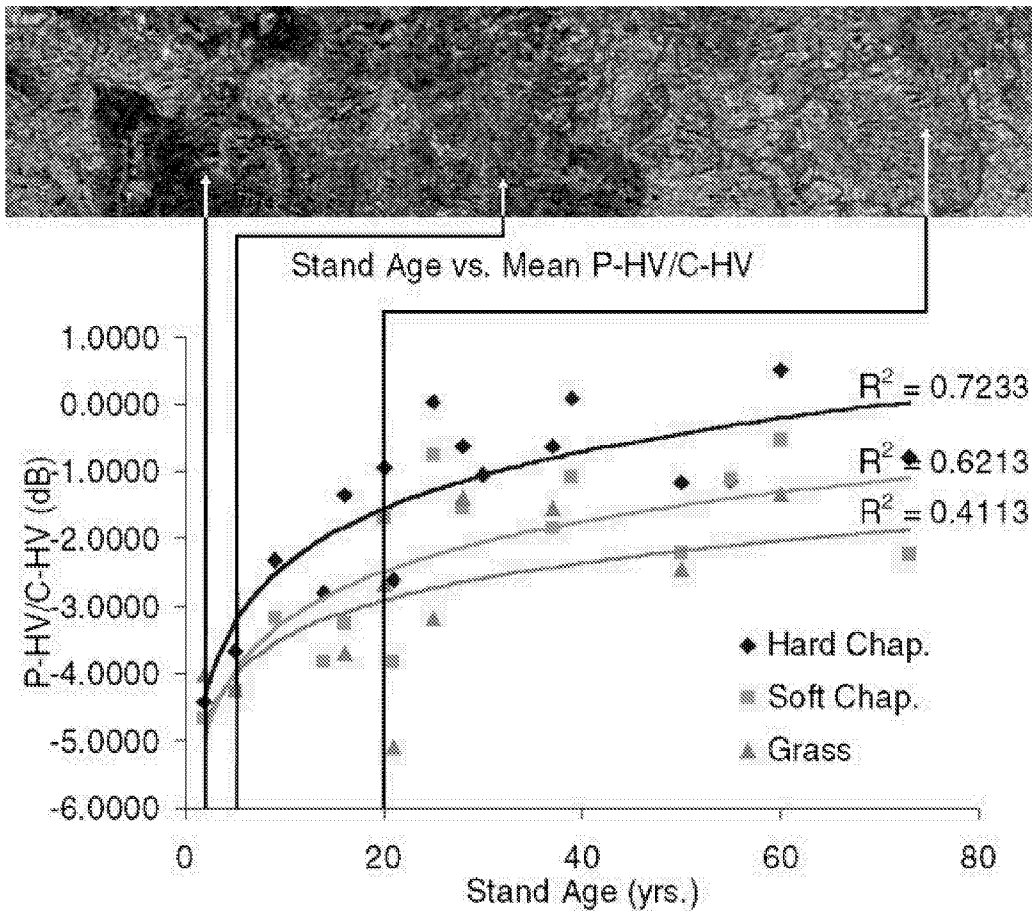 Stand Age vs. Mean P-HV/C-HV
P-HV/C-HV (dB)
1.0000
0.0000
-1.0000
-2.0000
-3.0000
-4.0000
-5.0000
-6.0000
R² = 0.7233
R² = 0.6213
R² = 0.4113
Hard Chap.
Soft Chap.
Grass
0 20 40 60 80
Stand Age (yrs.)